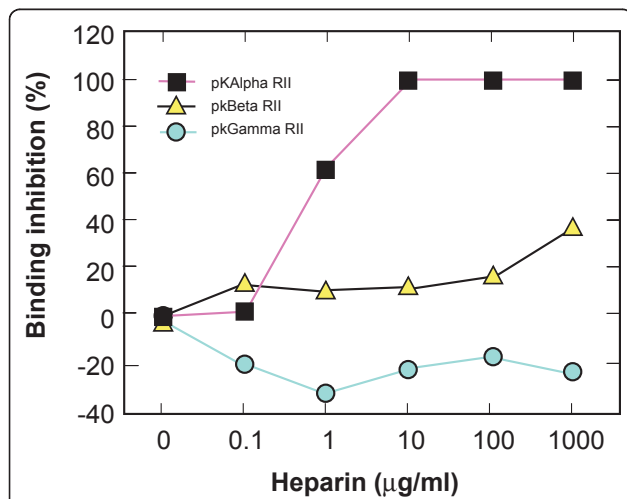 120
100
80
60
40
20
0
-20
-40
Binding inhibition (%)
pKAlpha RII
pkBeta RII
pkGamma RII
0 0.1 1 10 100 1000
Heparin (μg/ml)